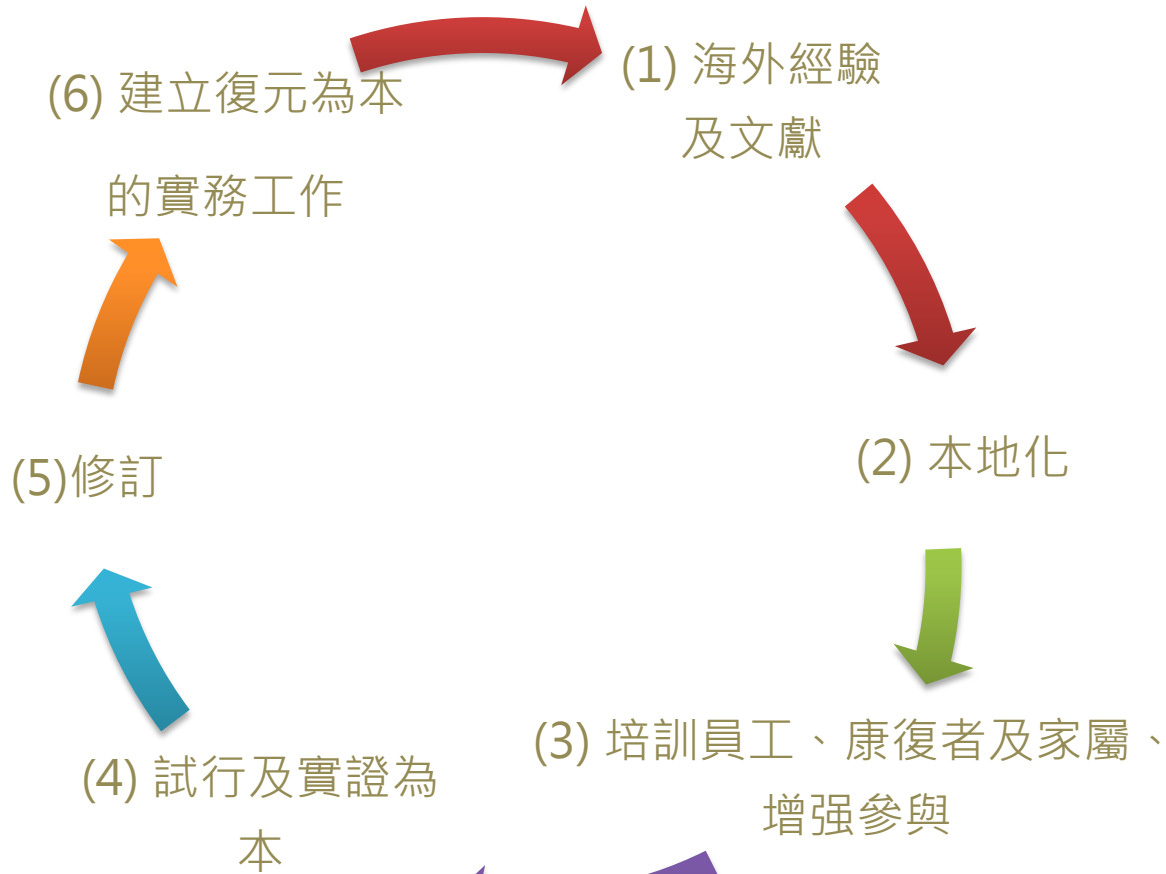 (1) 海外經驗
及文獻
(2) 本地化
(3) 培訓員工、康復者及家屬、
增强參與
(4) 試行及實證為
本
(5)修訂
(6) 建立復元為本
的實務工作